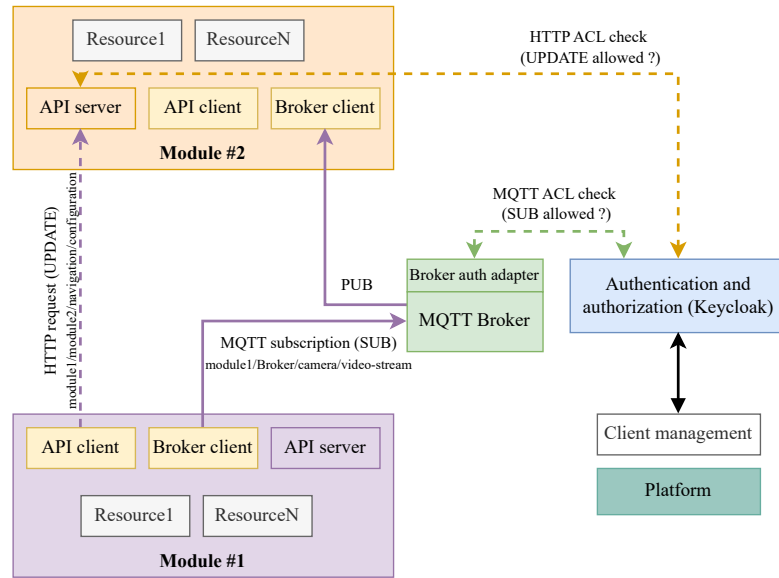 Resource1
ResourceN
HTTP ACL check
(UPDATE allowed ?)
API server
API client
Broker client
Module #2
MQTT ACL check
(SUB allowed ?)
HTTP request (UPDATE)
module1/module2/navigation/configuration
PUB
Broker auth adapter
MQTT Broker
Authentication and
authorization (Keycloak)
MQTT subscription (SUB)
module1/Broker/camera/video-stream
API client
Broker client
API server
Client management
Resource1
ResourceN
Platform
Module #1